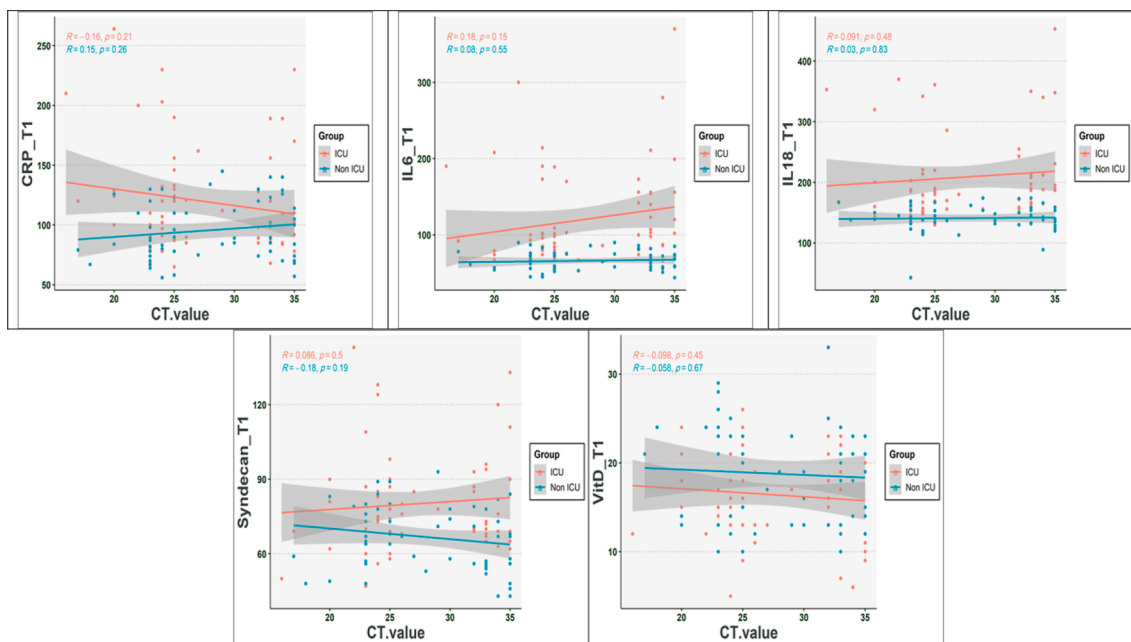 R = −0.16, p = 0.21
R = 0.15, p = 0.26
250
200
150
100
50
CRP_T1
20
25
30
35
CT.value
Group
ICU
Non ICU
R = 0.18, p = 0.15
R = 0.08, p = 0.55
300
200
100
IL6_T1
20
25
30
35
CT.value
Group
ICU
Non ICU
R = 0.091, p = 0.48
R = 0.03, p = 0.83
400
300
200
100
IL18_T1
20
25
30
35
CT.value
Group
ICU
Non ICU
R = 0.086, p = 0.5
R = −0.18, p = 0.19
120
90
60
Syndecan_T1
20
25
30
35
CT.value
Group
ICU
Non ICU
R = −0.098, p = 0.45
R = −0.058, p = 0.67
30
20
10
VitD_T1
20
25
30
35
CT.value
Group
ICU
Non ICU